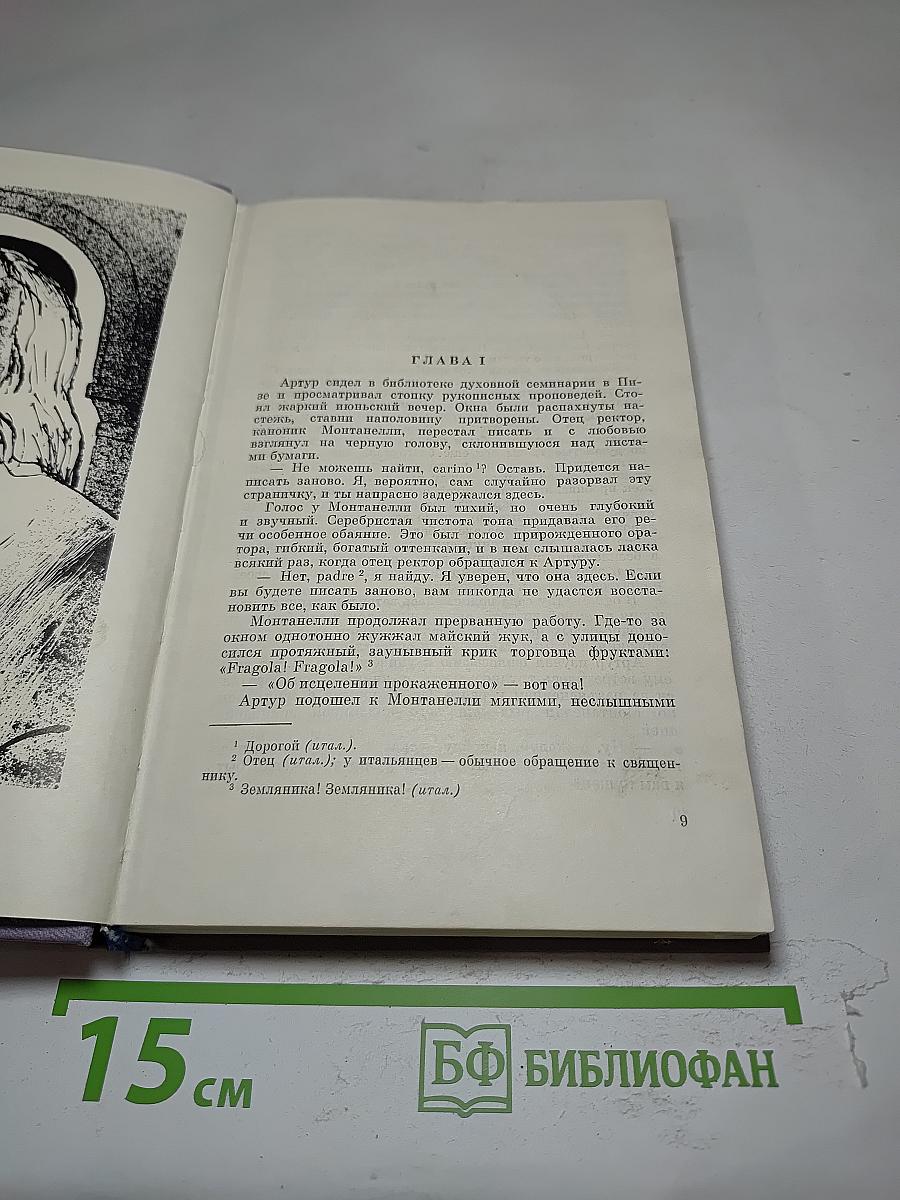 ГЛАВА I
Артур сидел в библиотеке духовной семинарии в Пи-
зе и просматривал стопку рукописных проповедей. Сто-
ял жаркий июньский вечер. Окна были распахнуты на-
стежь, ставни наполовину притворены. Отец ректор,
каноник Монтанелли, перестал писать и с любовью
взглянул на черную голову, склонившуюся над листа-
ми бумаги.
— Не можешь найти, carino ¹? Оставь. Придется на-
писать заново. Я, вероятно, сам случайно разорвал эту
страничку, и ты напрасно задержался здесь.
Голос у Монтанелли был тихий, но очень глубокий
и звучный. Серебристая чистота тона придавала его ре-
чи особенное обаяние. Это был голос прирожденного ора-
тора, гибкий, богатый оттенками, и в нем слышалась ласка
всякий раз, когда отец ректор обращался к Артуру.
— Нет, padre ², я найду. Я уверен, что она здесь. Если
вы будете писать заново, вам никогда не удастся восста-
новить все, как было.
Монтанелли продолжал прерванную работу. Где-то за
окном однотонно жужжал майский жук, а с улицы доно-
сился протяжный, заунывный крик торговца фруктами:
«Fragola! Fragola!» ³
— «Об исцелении прокаженного» — вот она!
Артур подошел к Монтанелли мягкими, неслышными
¹ Дорогой (итал.).
² Отец (итал.); у итальянцев — обычное обращение к священ-
нику.
³ Земляника! Земляника! (итал.)
9
15 см
БФ БИБЛИОФАН